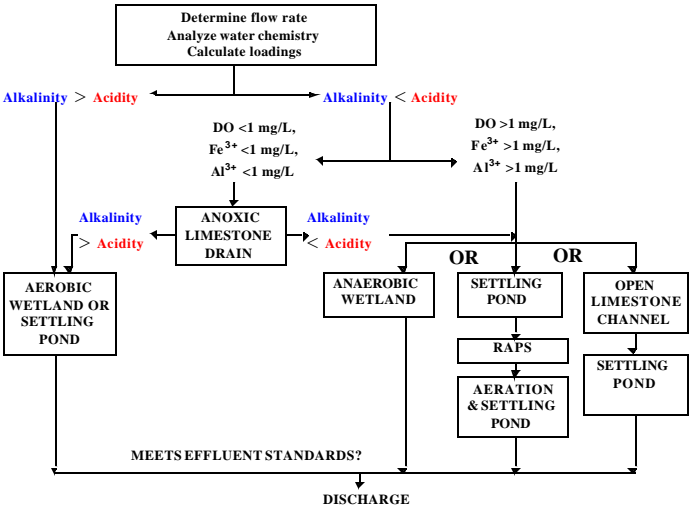 Determine flow rate
Analyze water chemistry
Calculate loadings
Alkalinity > Acidity
Alkalinity < Acidity
DO <1 mg/L,
Fe3+ <1 mg/L,
Al3+ <1 mg/L
DO >1 mg/L,
Fe3+ >1 mg/L,
Al3+ >1 mg/L
Alkalinity
> Acidity
ANOXIC
LIMESTONE
DRAIN
Alkalinity
< Acidity
OR
OR
AEROBIC
WETLAND OR
SETTLING
POND
ANAEROBIC
WETLAND
SETTLING
POND
OPEN
LIMESTONE
CHANNEL
RAPS
SETTLING
POND
AERATION
& SETTLING
POND
MEETS EFFLUENT STANDARDS?
DISCHARGE